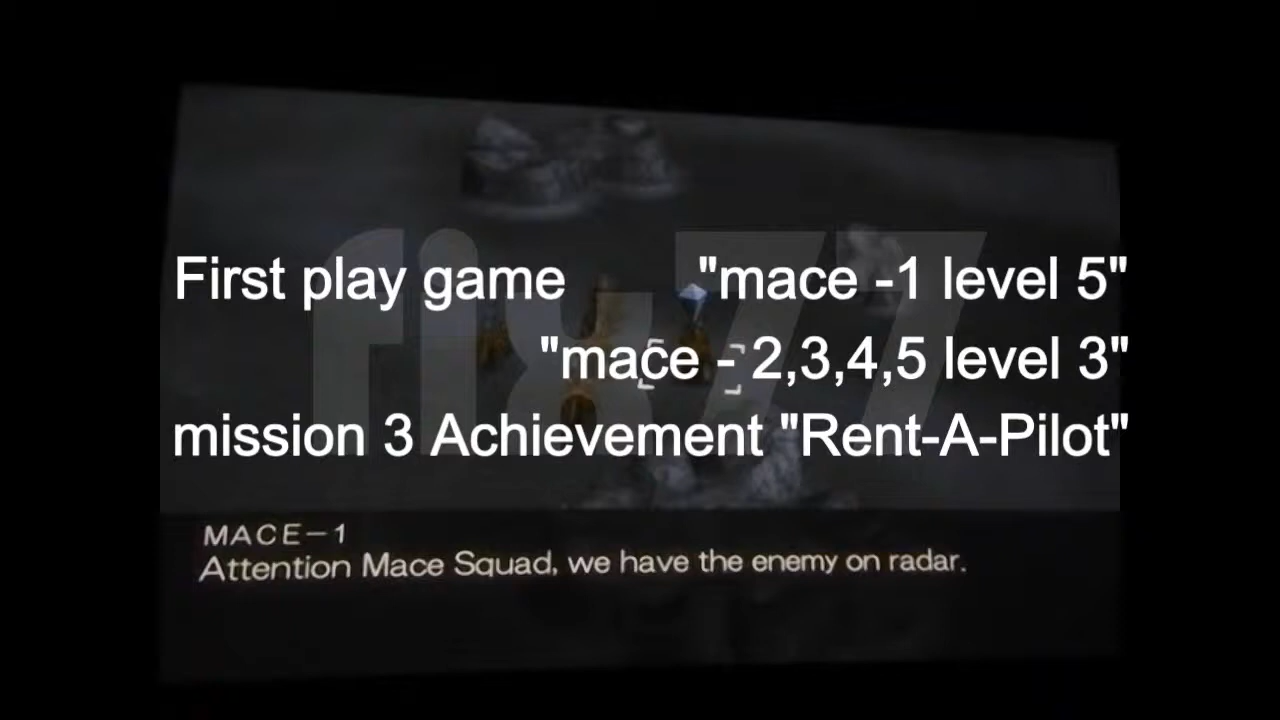 First play game "mace -1 level 5"
"mace - 2,3,4,5 level 3"
mission 3 Achievement "Rent-A-Pilot"
MACE-1
Attention Mace Squad, we have the enemy on radar.